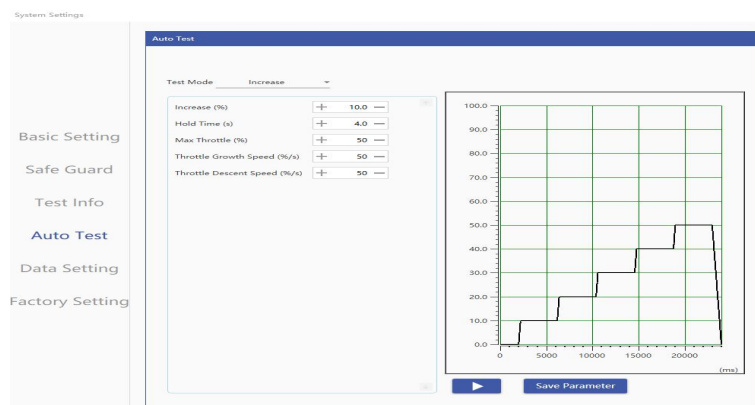 System Settings
Auto Test
Test Mode Increase
Increase (%) 10.0
Hold Time (s) 4.0
Max Throttle (%) 50
Throttle Growth Speed (%/s) 50
Throttle Descent Speed (%/s) 50
Basic Setting
Safe Guard
Test Info
Auto Test
Data Setting
Factory Setting
100.0
90.0
80.0
70.0
60.0
50.0
40.0
30.0
20.0
10.0
0.0
0 5000 10000 15000 20000
(ms)
Save Parameter